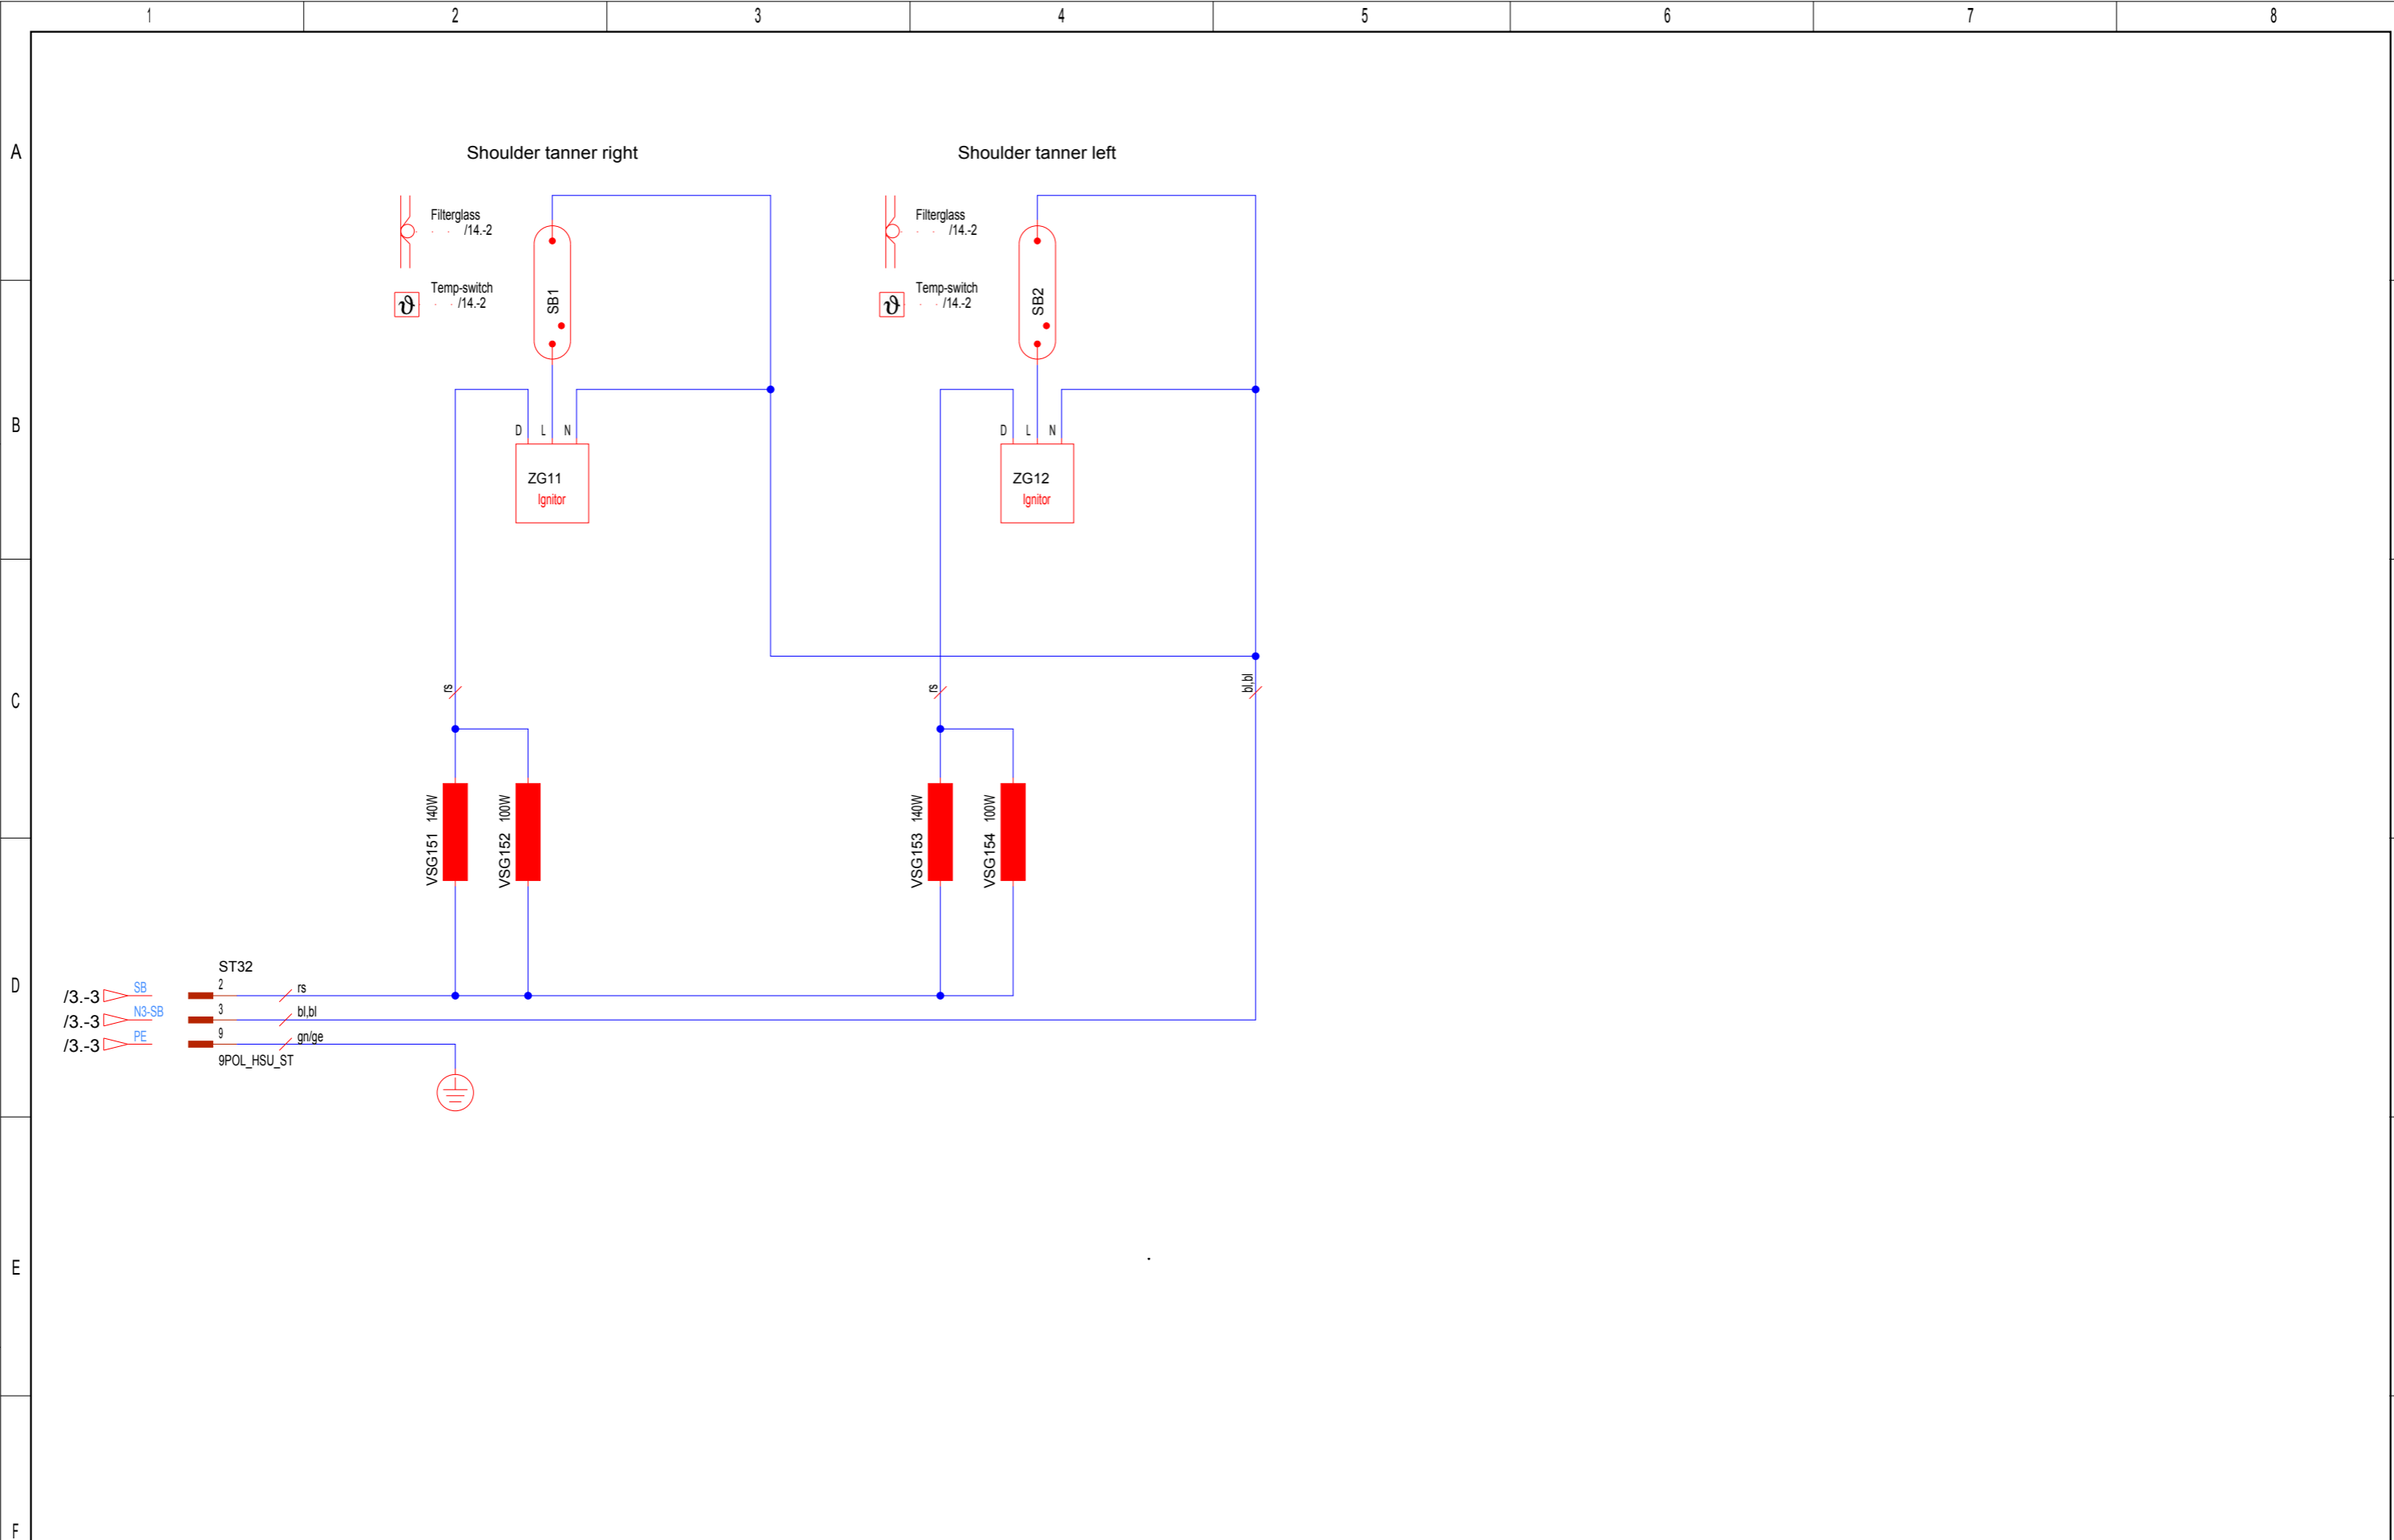 1 2 3 4 5 6 7 8
A
Shoulder tanner right
Shoulder tanner left
Filterglass
/14.-2
Filterglass
/14.-2
Temp-switch
/14.-2
ϑ
SB1
Temp-switch
/14.-2
ϑ
SB2
B
D L N
ZG11
Ignitor
D L N
ZG12
Ignitor
C
rs
rs
bl,bl
VSG151 140W
VSG152 100W
VSG153 140W
VSG154 100W
D
ST32
/3.-3 SB 2 rs
/3.-3 N3-SB 3 bl,bl
/3.-3 PE 9 gn/ge
9POL_HSU_ST
E
F